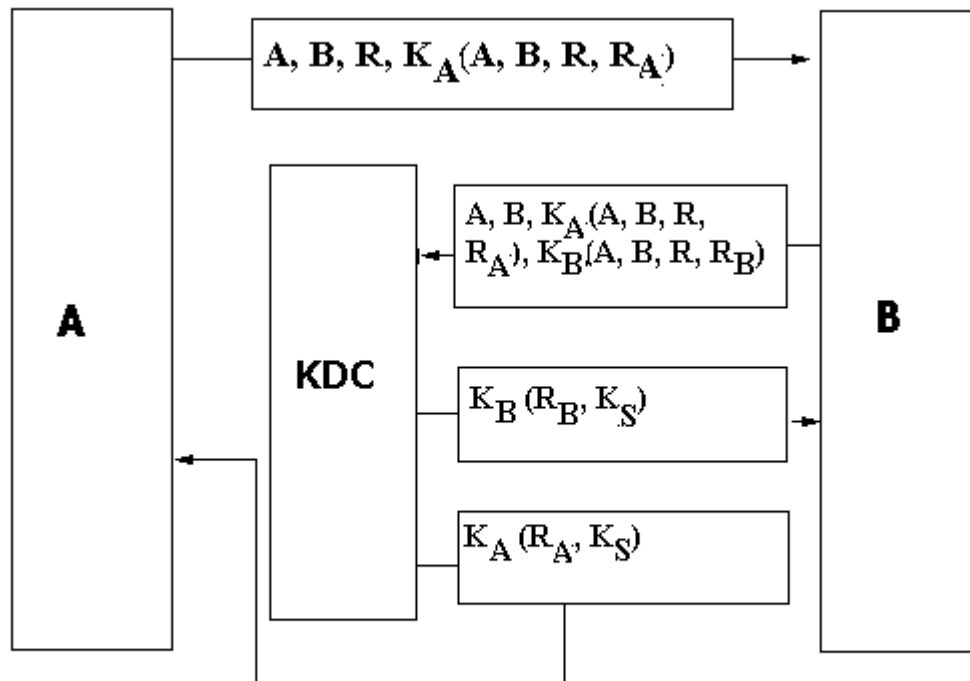 A, B, R, K_A(A, B, R, R_A)
A, B, K_A (A, B, R,
R_A), K_B(A, B, R, R_B)
A
B
KDC
K_B (R_B, K_S)
K_A (R_A, K_S)